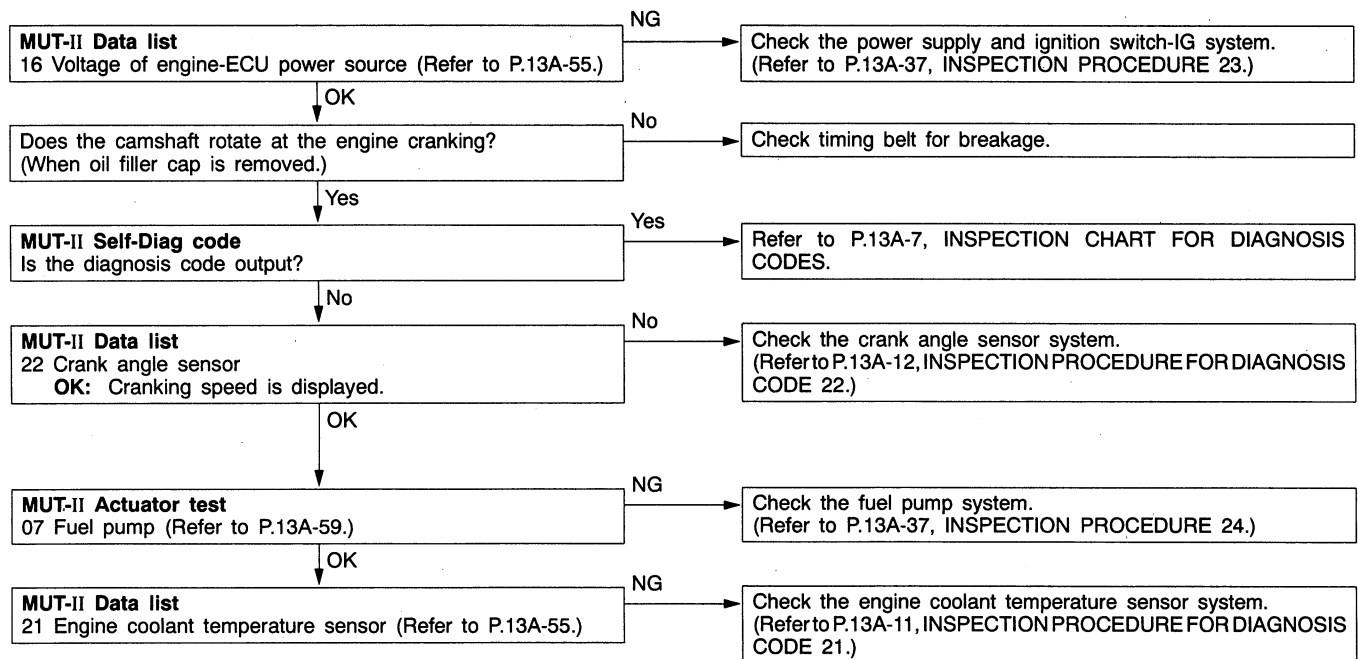 NG
MUT-II Data list
16 Voltage of engine-ECU power source (Refer to P.13A-55.)
Check the power supply and ignition switch-IG system.
(Refer to P.13A-37, INSPECTION PROCEDURE 23.)
OK
No
Does the camshaft rotate at the engine cranking?
(When oil filler cap is removed.)
Check timing belt for breakage.
Yes
Yes
MUT-II Self-Diag code
Is the diagnosis code output?
Refer to P.13A-7, INSPECTION CHART FOR DIAGNOSIS
CODES.
No
No
MUT-II Data list
22 Crank angle sensor
OK: Cranking speed is displayed.
Check the crank angle sensor system.
(Refer to P.13A-12, INSPECTION PROCEDURE FOR DIAGNOSIS
CODE 22.)
OK
NG
MUT-II Actuator test
07 Fuel pump (Refer to P.13A-59.)
Check the fuel pump system.
(Refer to P.13A-37, INSPECTION PROCEDURE 24.)
OK
NG
MUT-II Data list
21 Engine coolant temperature sensor (Refer to P.13A-55.)
Check the engine coolant temperature sensor system.
(Refer to P.13A-11, INSPECTION PROCEDURE FOR DIAGNOSIS
CODE 21.)